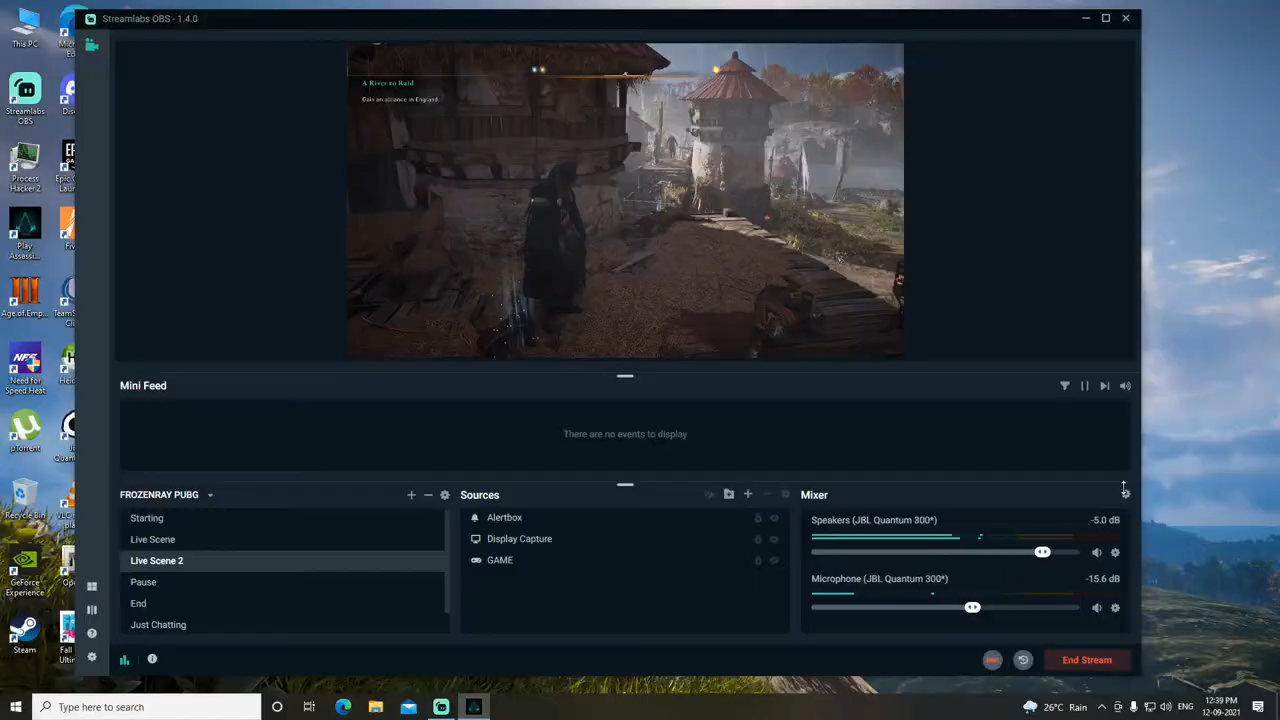 Streamlabs OBS - 1.4.0
This PC
Streamlabs
OBS
Process
Hacker 2
Play
Assassi...
Age.of.Emp...
Need for
Speed Heat
µTorrent
Recycle Bin
GeForce
Experience
Steam
A River to Raid
Gain an alliance in England.
Mini Feed
There are no events to display
FROZENRAY PUBG
Starting
Live Scene
Live Scene 2
Pause
End
Just Chatting
Sources
Alertbox
Display Capture
GAME
Mixer
Speakers (JBL Quantum 300*) -5.0 dB
Microphone (JBL Quantum 300*) -15.6 dB
End Stream
Type here to search
26°C Rain
ENG
12:39 PM
12-09-2021